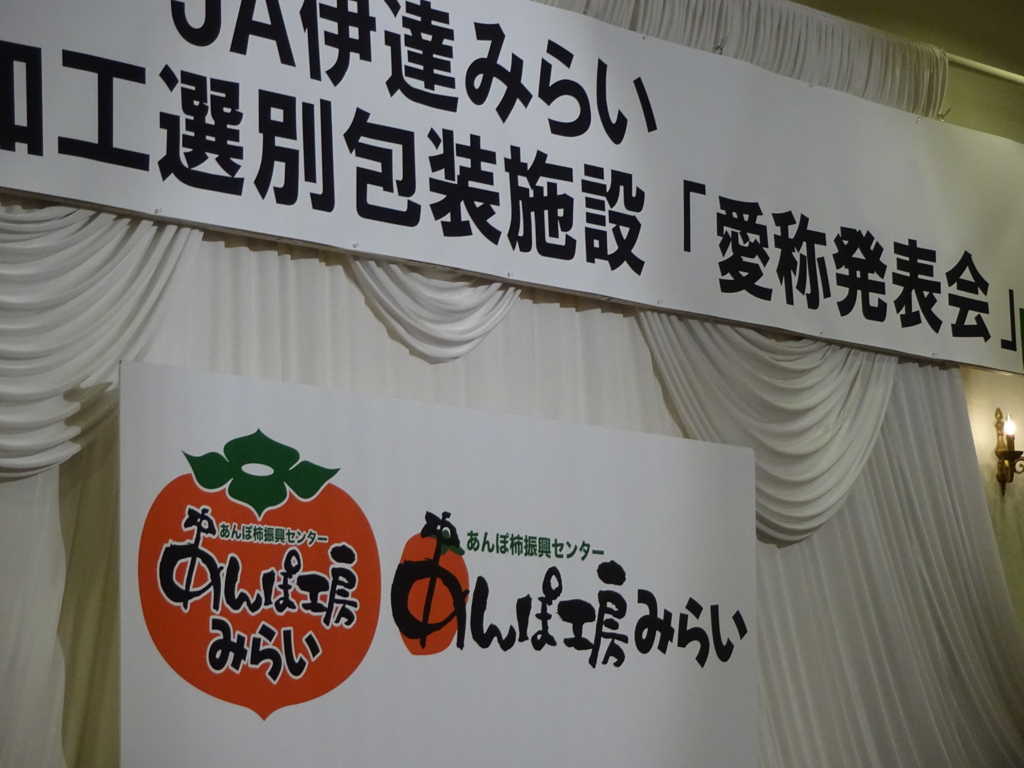 JA伊達みらい
加工選別包装施設「愛称発表会」
あんぽ柿振興センター
あんぽ工房
みらい
あんぽ柿振興センター
あんぽ工房みらい